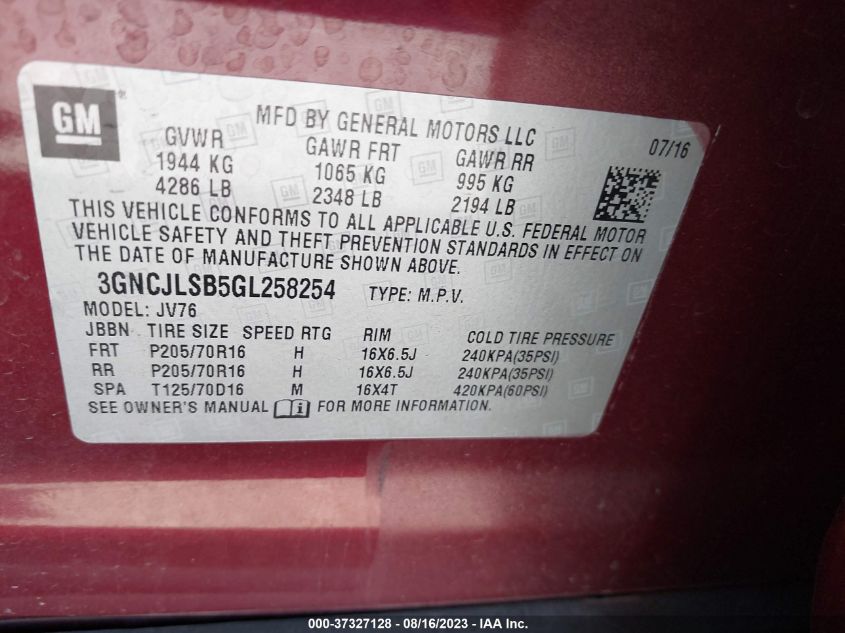 GM
MFD BY GENERAL MOTORS LLC
07/16
GVWR GAWR FRT GAWR RR
1944 KG 1065 KG 995 KG
4286 LB 2348 LB 2194 LB
THIS VEHICLE CONFORMS TO ALL APPLICABLE U.S. FEDERAL MOTOR
VEHICLE SAFETY AND THEFT PREVENTION STANDARDS IN EFFECT ON
THE DATE OF MANUFACTURE SHOWN ABOVE.
3GNCJLSB5GL258254 TYPE: M.P.V.
MODEL: JV76
JBBN TIRE SIZE SPEED RTG RIM COLD TIRE PRESSURE
FRT P205/70R16 H 16X6.5J 240KPA(35PSI)
RR P205/70R16 H 16X6.5J 240KPA(35PSI)
SPA T125/70D16 M 16X4T 420KPA(60PSI)
SEE OWNER'S MANUAL i FOR MORE INFORMATION.
000-37327128 - 08/16/2023 - IAA Inc.